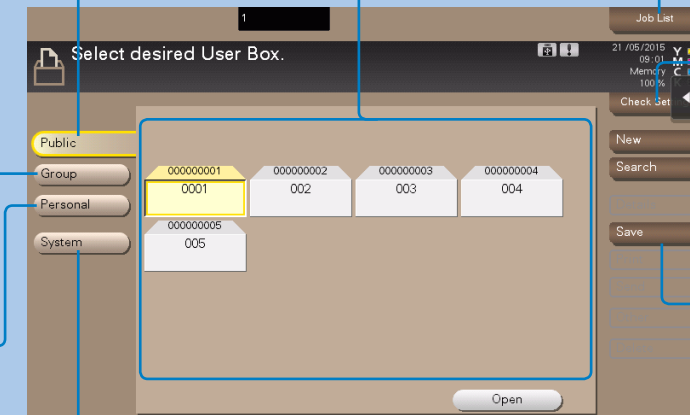 1
Job List
Select desired User Box.
21 /05/2015
09:01
Memory
100 %
Y
M
C
K
Check Set
Public
Group
Personal
System
000000001
0001
000000002
002
000000003
003
000000004
004
000000005
005
New
Search
Save
Open